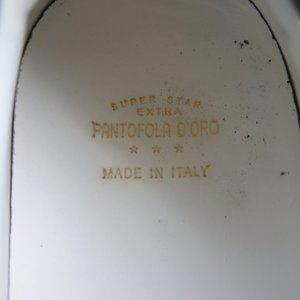 SUPER STAR
EXTRA
PANTOFOLA D'ORO
* * *
MADE IN ITALY